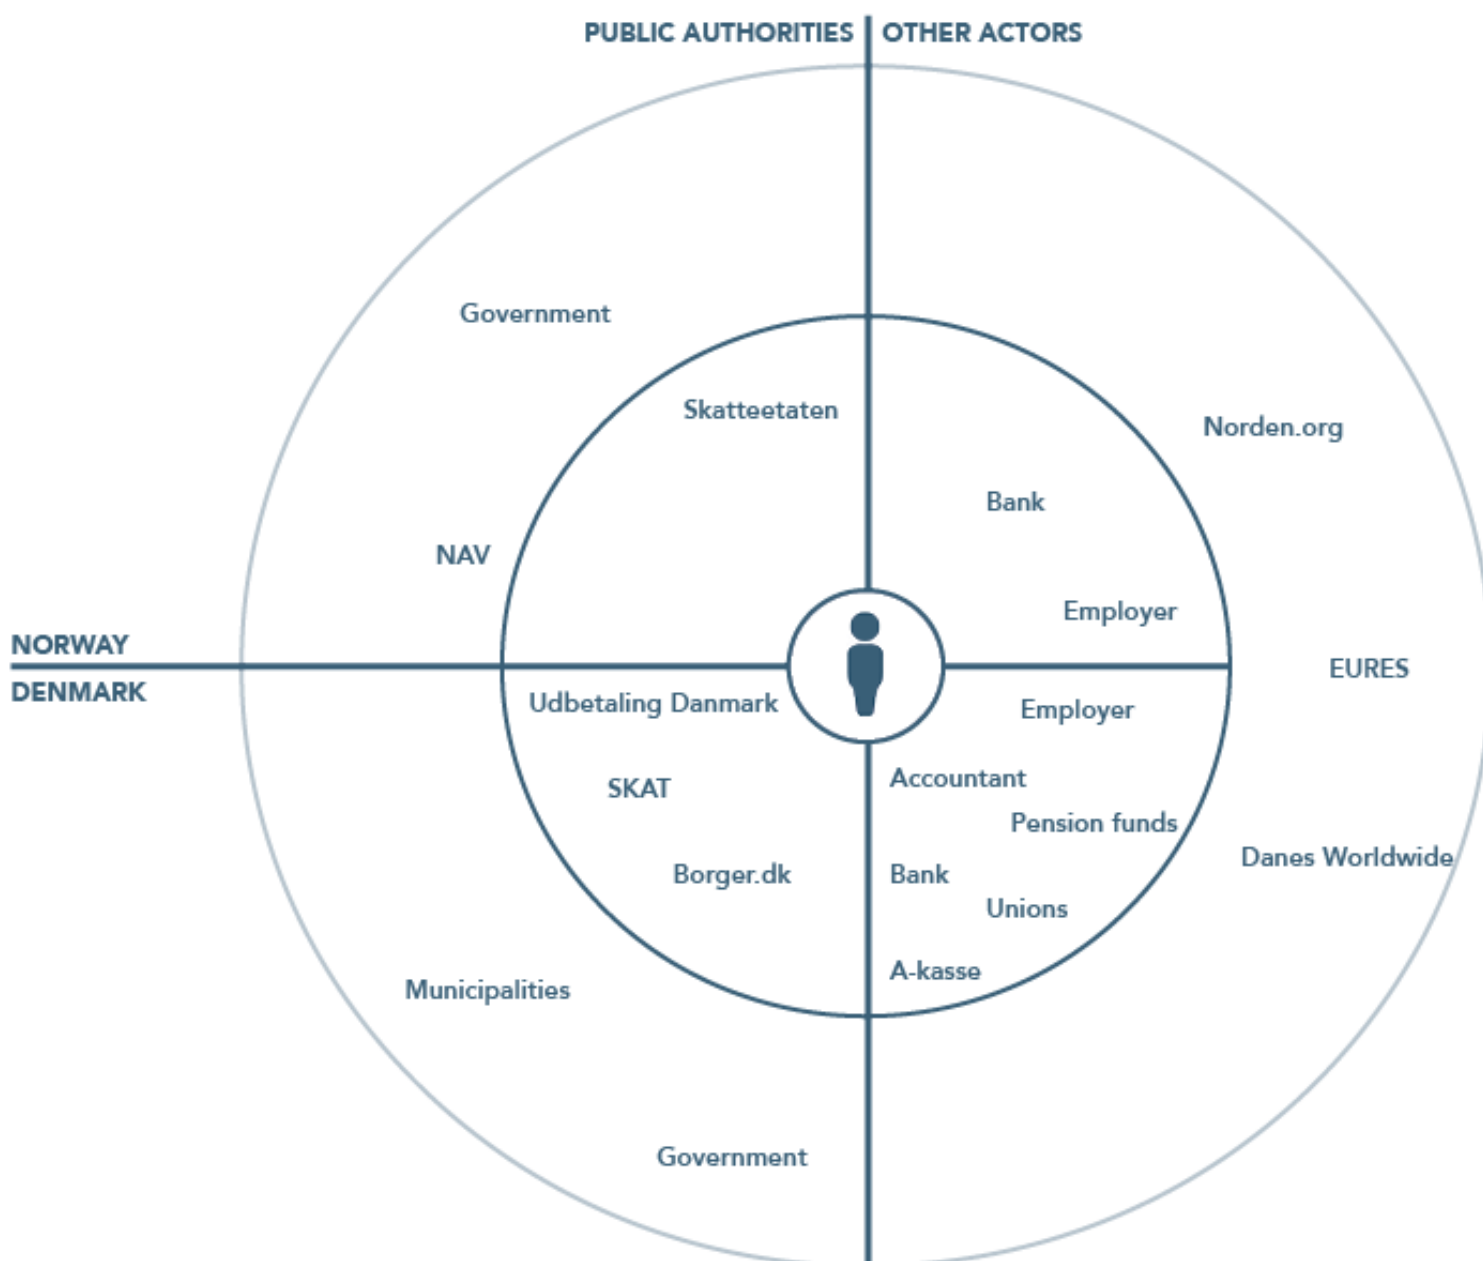 PUBLIC AUTHORITIES
OTHER ACTORS
Government
Skatteetaten
Norden.org
Bank
NAV
Employer
NORWAY
EURES
DENMARK
Udbetaling Danmark
Employer
Accountant
SKAT
Pension funds
Danes Worldwide
Borger.dk
Bank
Unions
A-kasse
Municipalities
Government